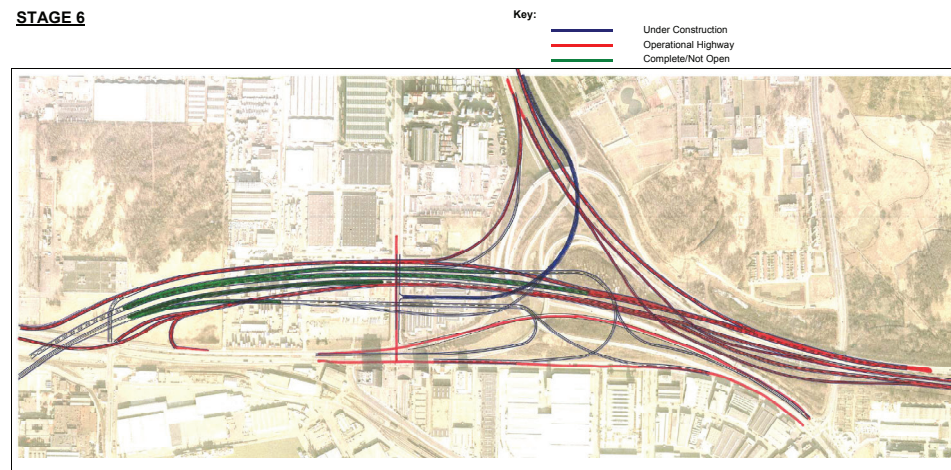 STAGE 6
Key:
Under Construction
Operational Highway
Complete/Not Open